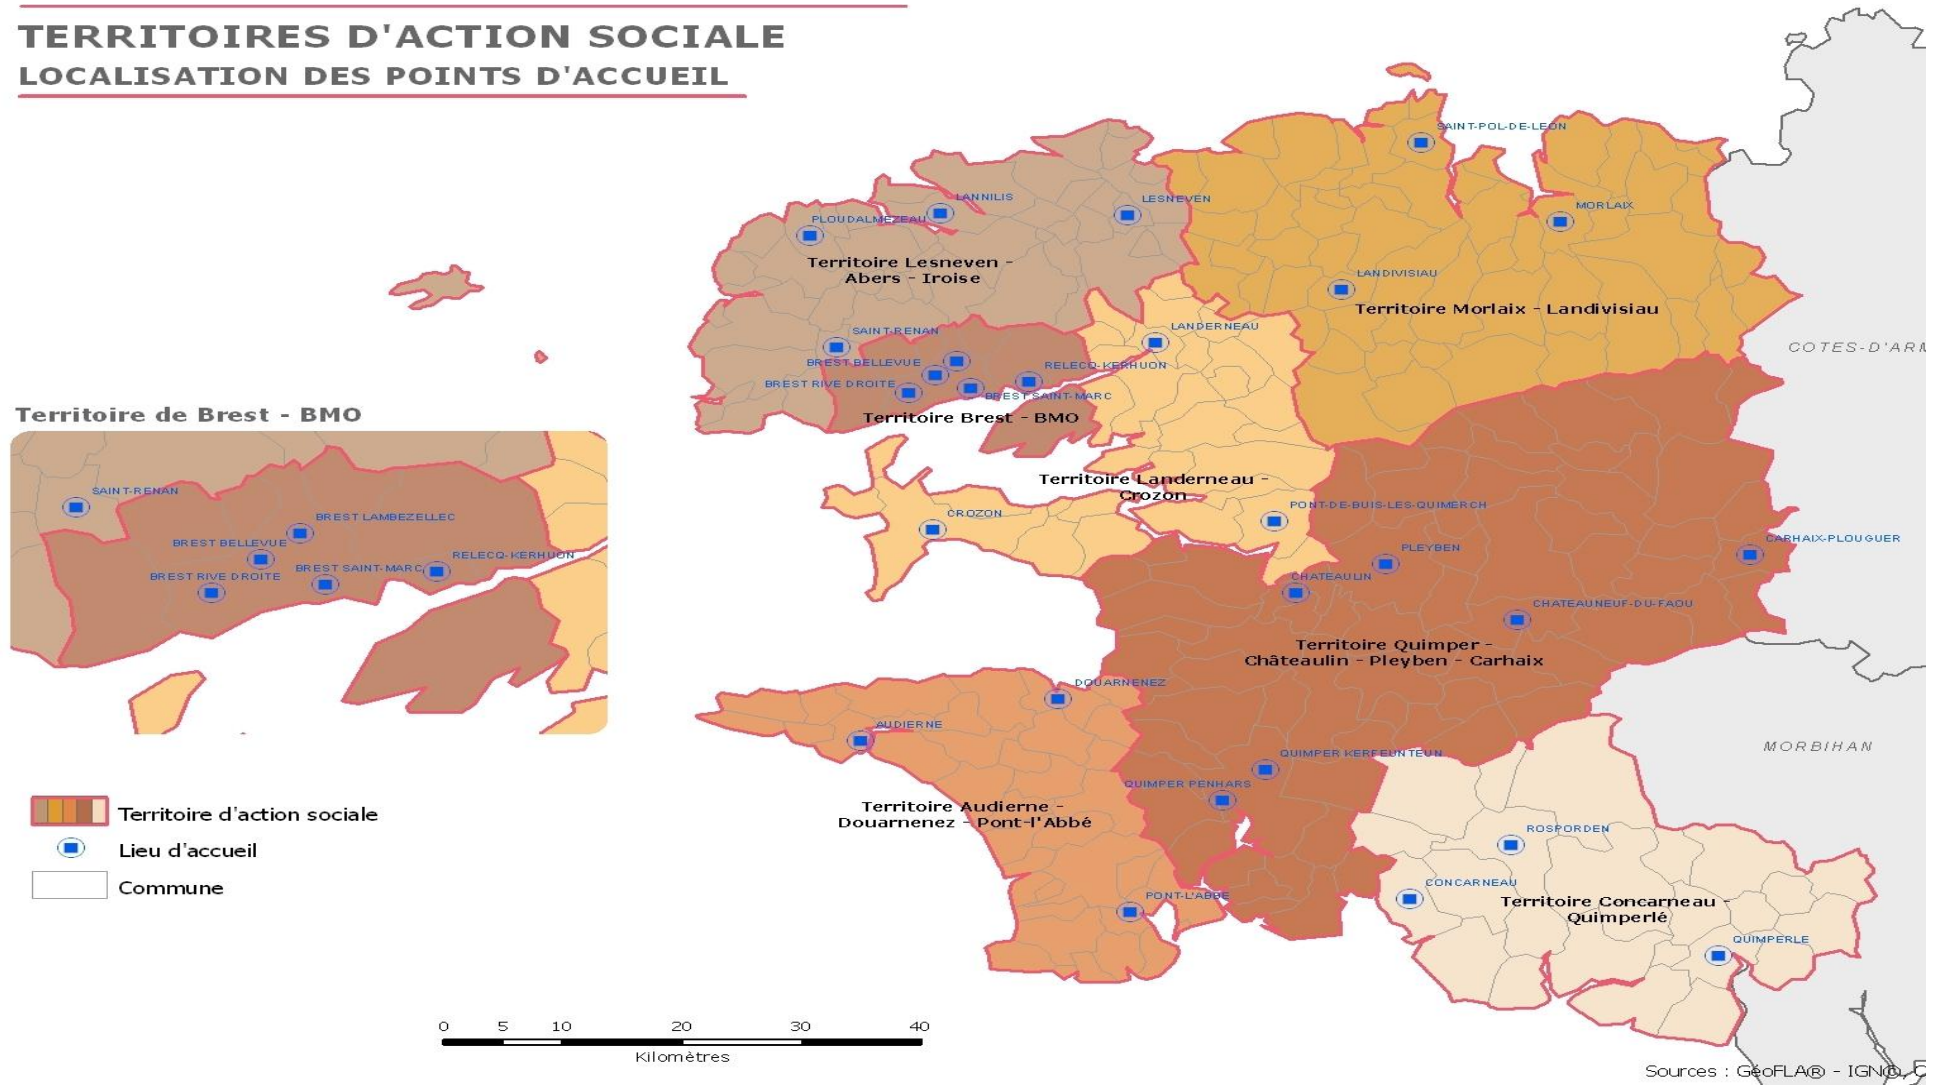 TERRITOIRES D'ACTION SOCIALE
LOCALISATION DES POINTS D'ACCUEIL
SAINT-POL-DE-LEON
LANNILIS
LESNEVEN
MORLAIX
PLOUDALMEZEAU
Territoire Lesneven -
Abers - Iroise
LANDIVISIAU
Territoire Morlaix - Landivisiau
SAINT-RENAN
LANDERNEAU
COTES-D'ARM
BREST BELLEVUE
RELECQ-KERHUON
BREST RIVE DROITE
BREST SAINT-MARC
Territoire Brest - BMO
Territoire de Brest - BMO
Territoire Landerneau -
Crozon
SAINT-RENAN
BREST LAMBEZELLEC
BREST BELLEVUE
RELECQ-KERHUON
BREST SAINT-MARC
BREST RIVE DROITE
CROZON
PONT-DE-BUIS-LES-QUIMERCH
CARHAIX-PLOUGUER
PLEYBEN
CHATEAULIN
CHATEAUNEUF-DU-FAOU
Territoire Quimper -
Châteaulin - Pleyben - Carhaix
DOUARNENEZ
AUDIERNE
MORBIHAN
QUIMPER KERFEUNTEUN
QUIMPER PENHARS
Territoire Audierne -
Douarnenez - Pont-l'Abbé
Territoire d'action sociale
Lieu d'accueil
Commune
ROSPORDEN
CONCARNEAU
PONT-L'ABBE
Territoire Concarneau -
Quimperlé
QUIMPERLE
0 5 10 20 30 40
Kilomètres
Sources : GéoFLA® - IGN©, C